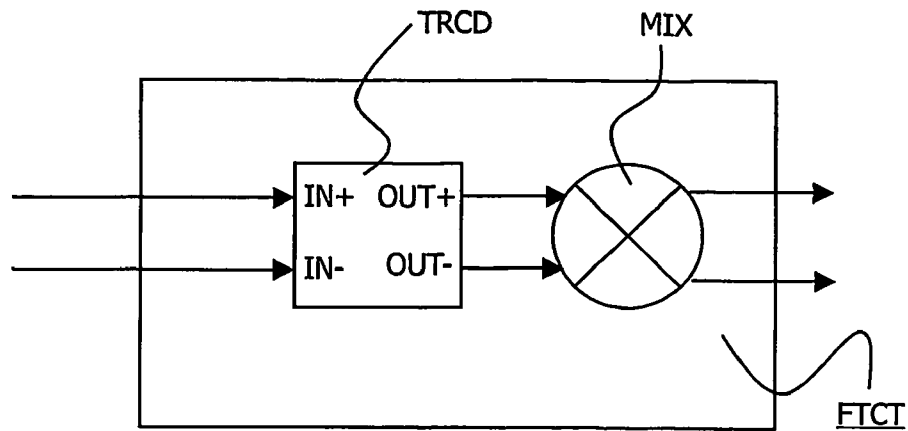 TRCD
MIX
IN+ OUT+
IN- OUT-
FTCT